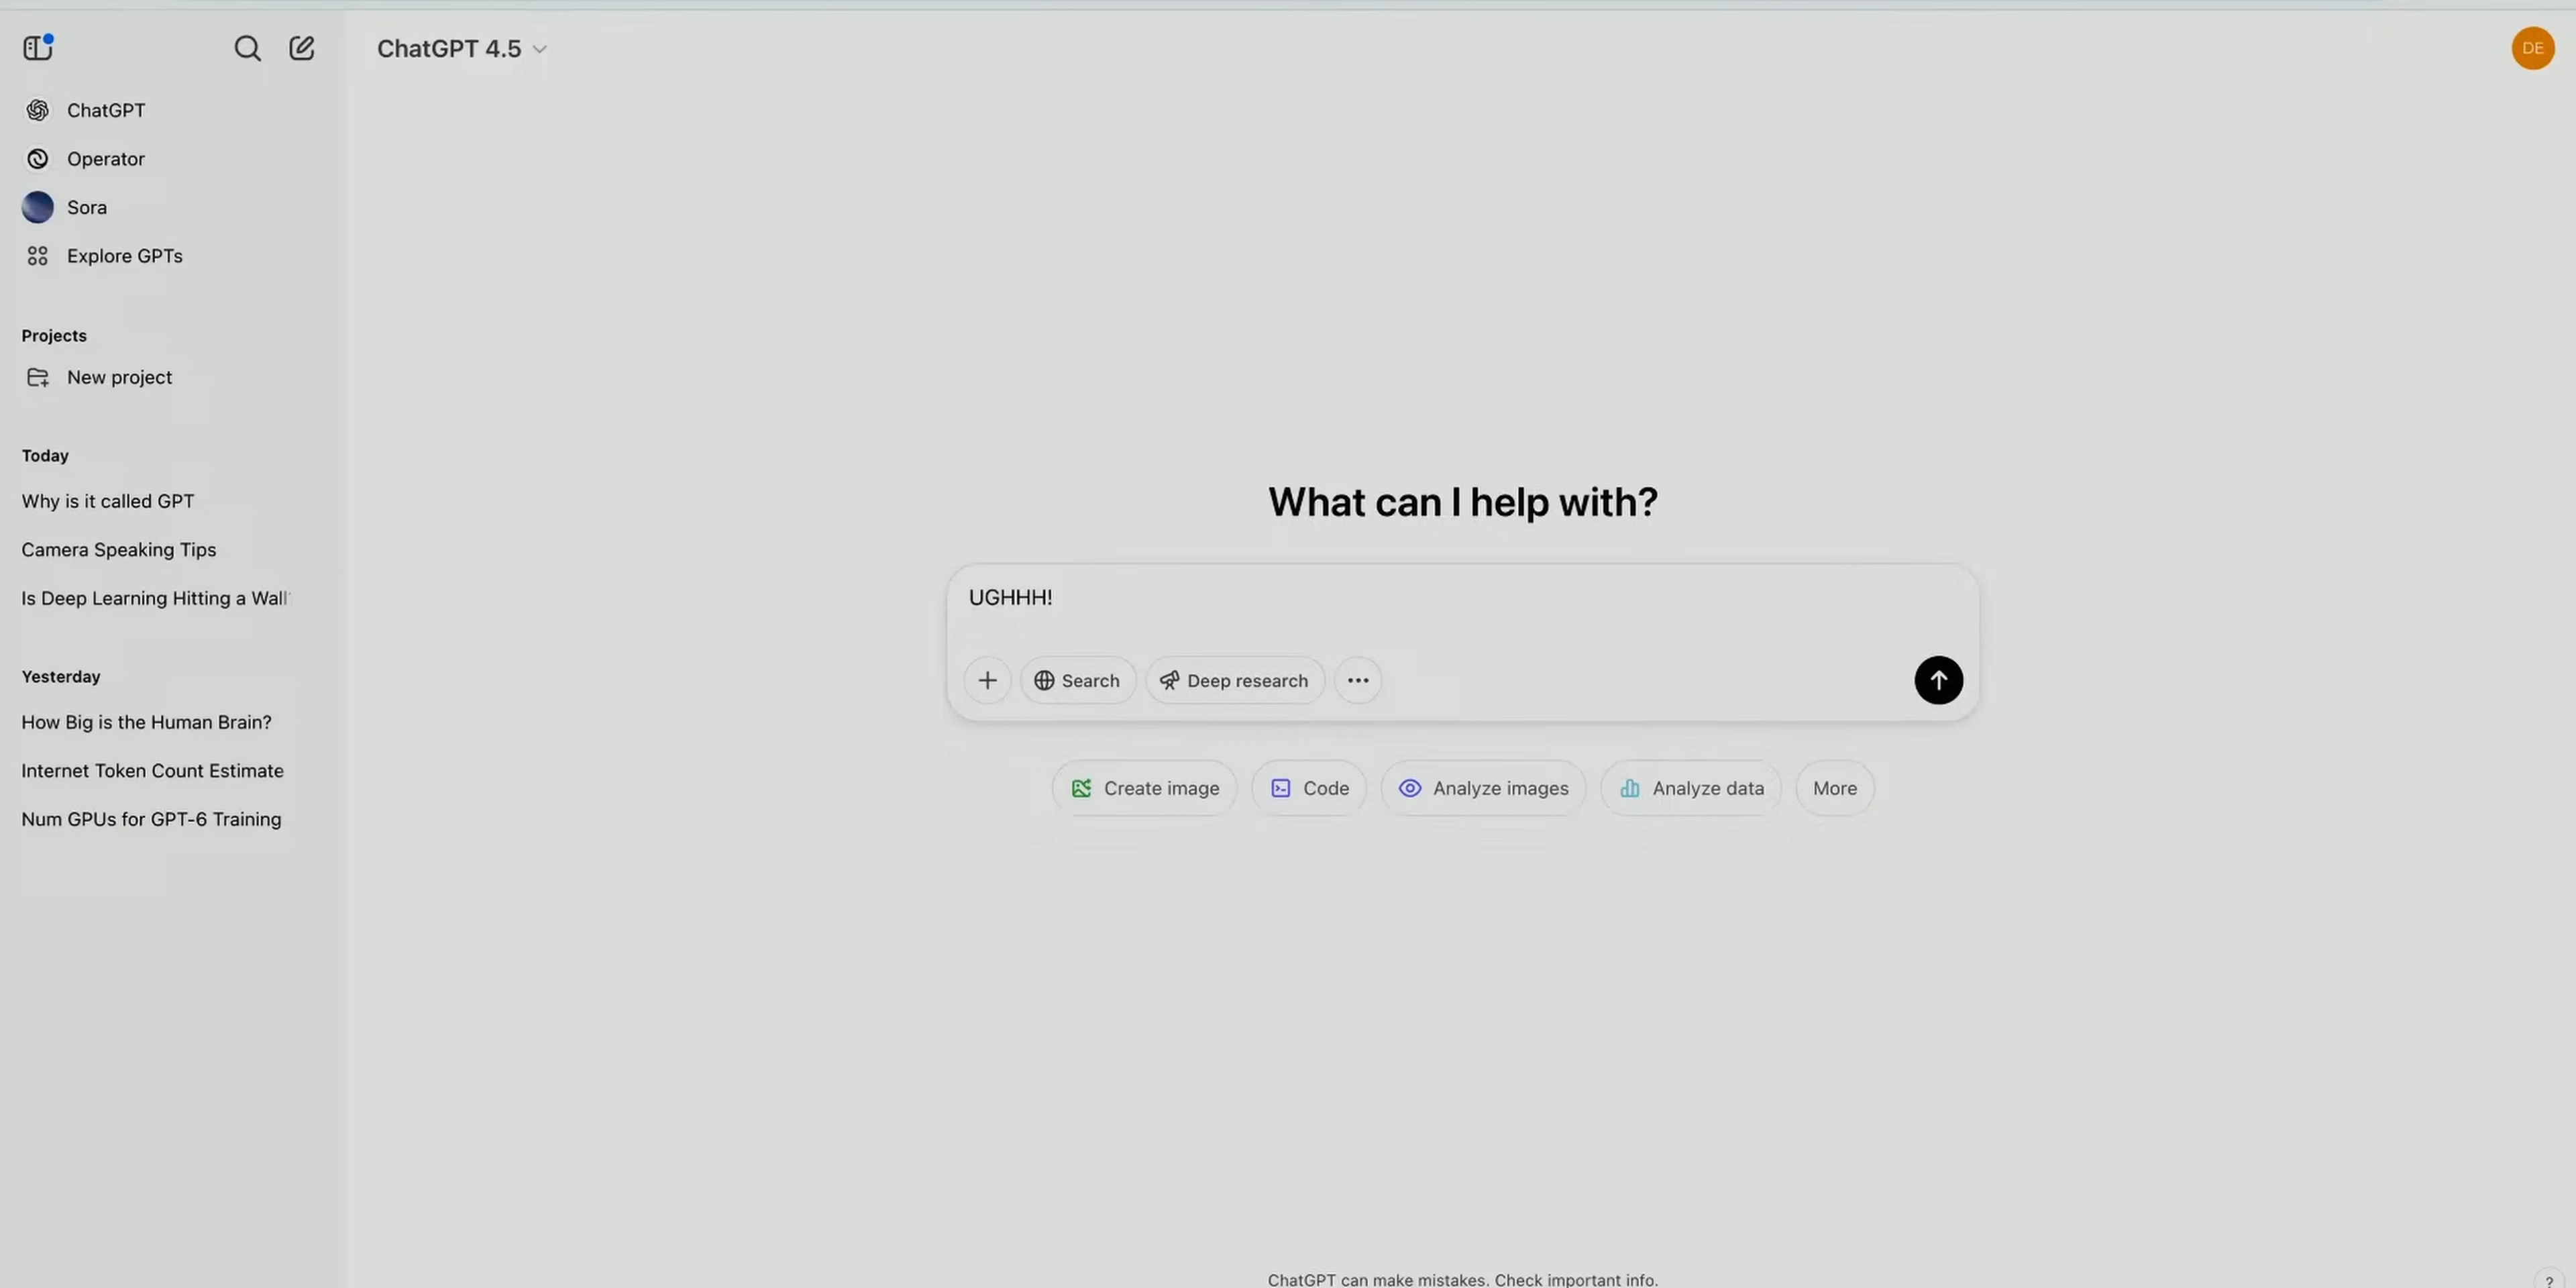 ChatGPT 4.5
DE
ChatGPT
Operator
Sora
Explore GPTs
Projects
New project
Today
Why is it called GPT
Camera Speaking Tips
Is Deep Learning Hitting a Wall
Yesterday
How Big is the Human Brain?
Internet Token Count Estimate
Num GPUs for GPT-6 Training
What can I help with?
UGHHH!
Search
Deep research
Create image
Code
Analyze images
Analyze data
More
ChatGPT can make mistakes. Check important info.
?